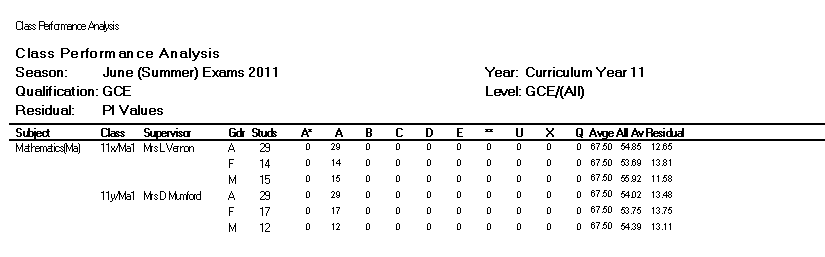 Class Performance Analysis
Class Performance Analysis
Season: June (Summer) Exams 2011 Year: Curriculum Year 11
Qualification: GCE Level: GCE/(All)
Residual: PI Values
Subject Class Supervisor Gdr Studs A* A B C D E ** U X Q Avge All Av Residual
Mathematics(Ma) 11x/Ma1 Mrs L Vernon A 29 0 29 0 0 0 0 0 0 0 0 67.50 54.85 12.65
F 14 0 14 0 0 0 0 0 0 0 0 67.50 53.69 13.81
M 15 0 15 0 0 0 0 0 0 0 0 67.50 55.92 11.58
11y/Ma1 Mrs D Mumford A 29 0 29 0 0 0 0 0 0 0 0 67.50 54.02 13.48
F 17 0 17 0 0 0 0 0 0 0 0 67.50 53.75 13.75
M 12 0 12 0 0 0 0 0 0 0 0 67.50 54.39 13.11